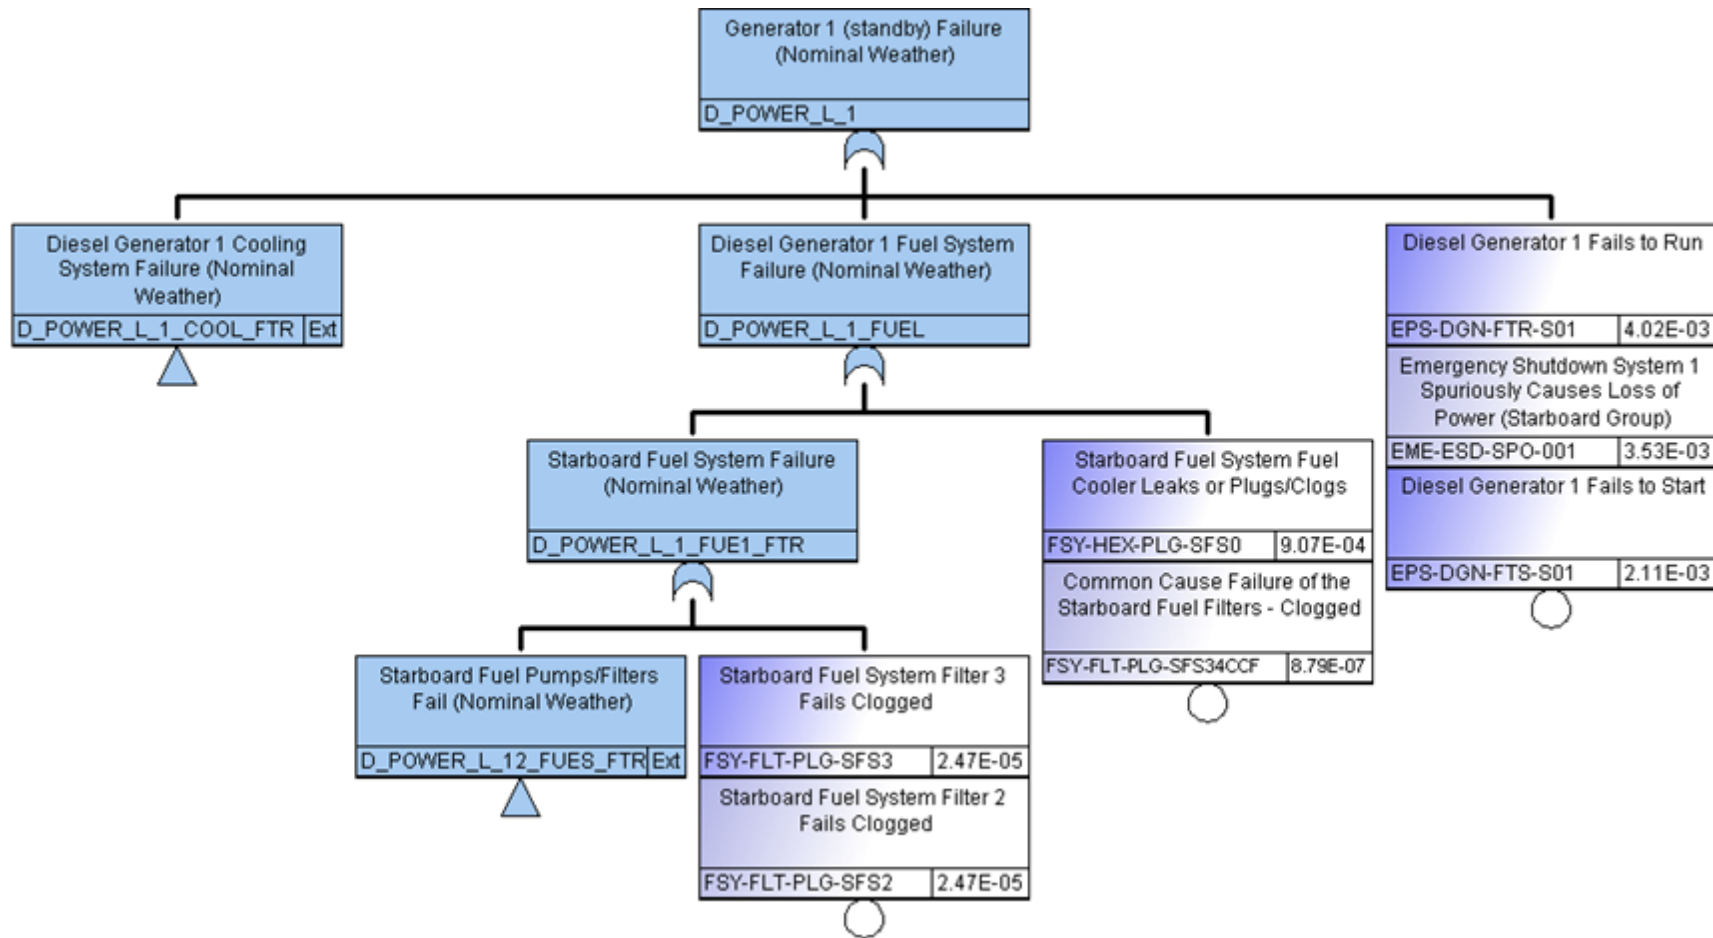 Generator 1 (standby) Failure
(Nominal Weather)
D_POWER_L_1
Diesel Generator 1 Cooling
System Failure (Nominal
Weather)
D_POWER_L_1_COOL_FTR Ext
Diesel Generator 1 Fuel System
Failure (Nominal Weather)
D_POWER_L_1_FUEL
Diesel Generator 1 Fails to Run
EPS-DGN-FTR-S01 4.02E-03
Emergency Shutdown System 1
Spuriously Causes Loss of
Power (Starboard Group)
EME-ESD-SPO-001 3.53E-03
Diesel Generator 1 Fails to Start
EPS-DGN-FTS-S01 2.11E-03
Starboard Fuel System Failure
(Nominal Weather)
D_POWER_L_1_FUE1_FTR
Starboard Fuel System Fuel
Cooler Leaks or Plugs/Clogs
FSY-HEX-PLG-SFS0 9.07E-04
Common Cause Failure of the
Starboard Fuel Filters - Clogged
FSY-FLT-PLG-SFS34CCF 8.79E-07
Starboard Fuel Pumps/Filters
Fail (Nominal Weather)
D_POWER_L_12_FUES_FTR Ext
Starboard Fuel System Filter 3
Fails Clogged
FSY-FLT-PLG-SFS3 2.47E-05
Starboard Fuel System Filter 2
Fails Clogged
FSY-FLT-PLG-SFS2 2.47E-05